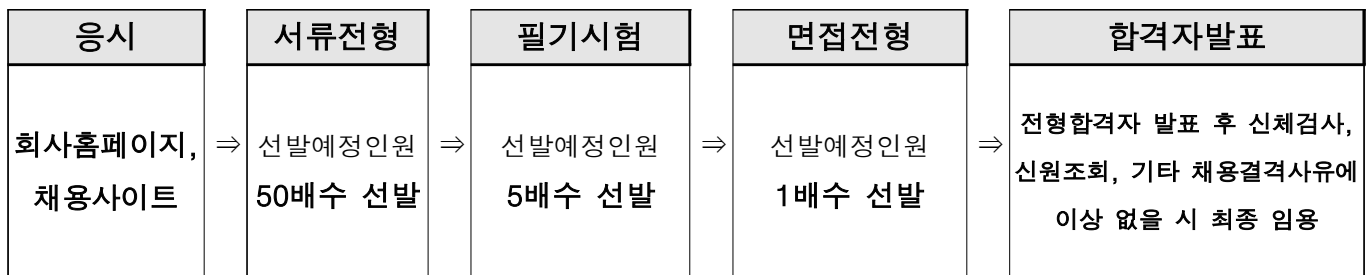 응시
회사홈페이지,
채용사이트
⇒
서류전형
선발예정인원
50배수 선발
⇒
필기시험
선발예정인원
5배수 선발
⇒
면접전형
선발예정인원
1배수 선발
⇒
합격자발표
전형합격자 발표 후 신체검사,
신원조회, 기타 채용결격사유에
이상 없을 시 최종 임용